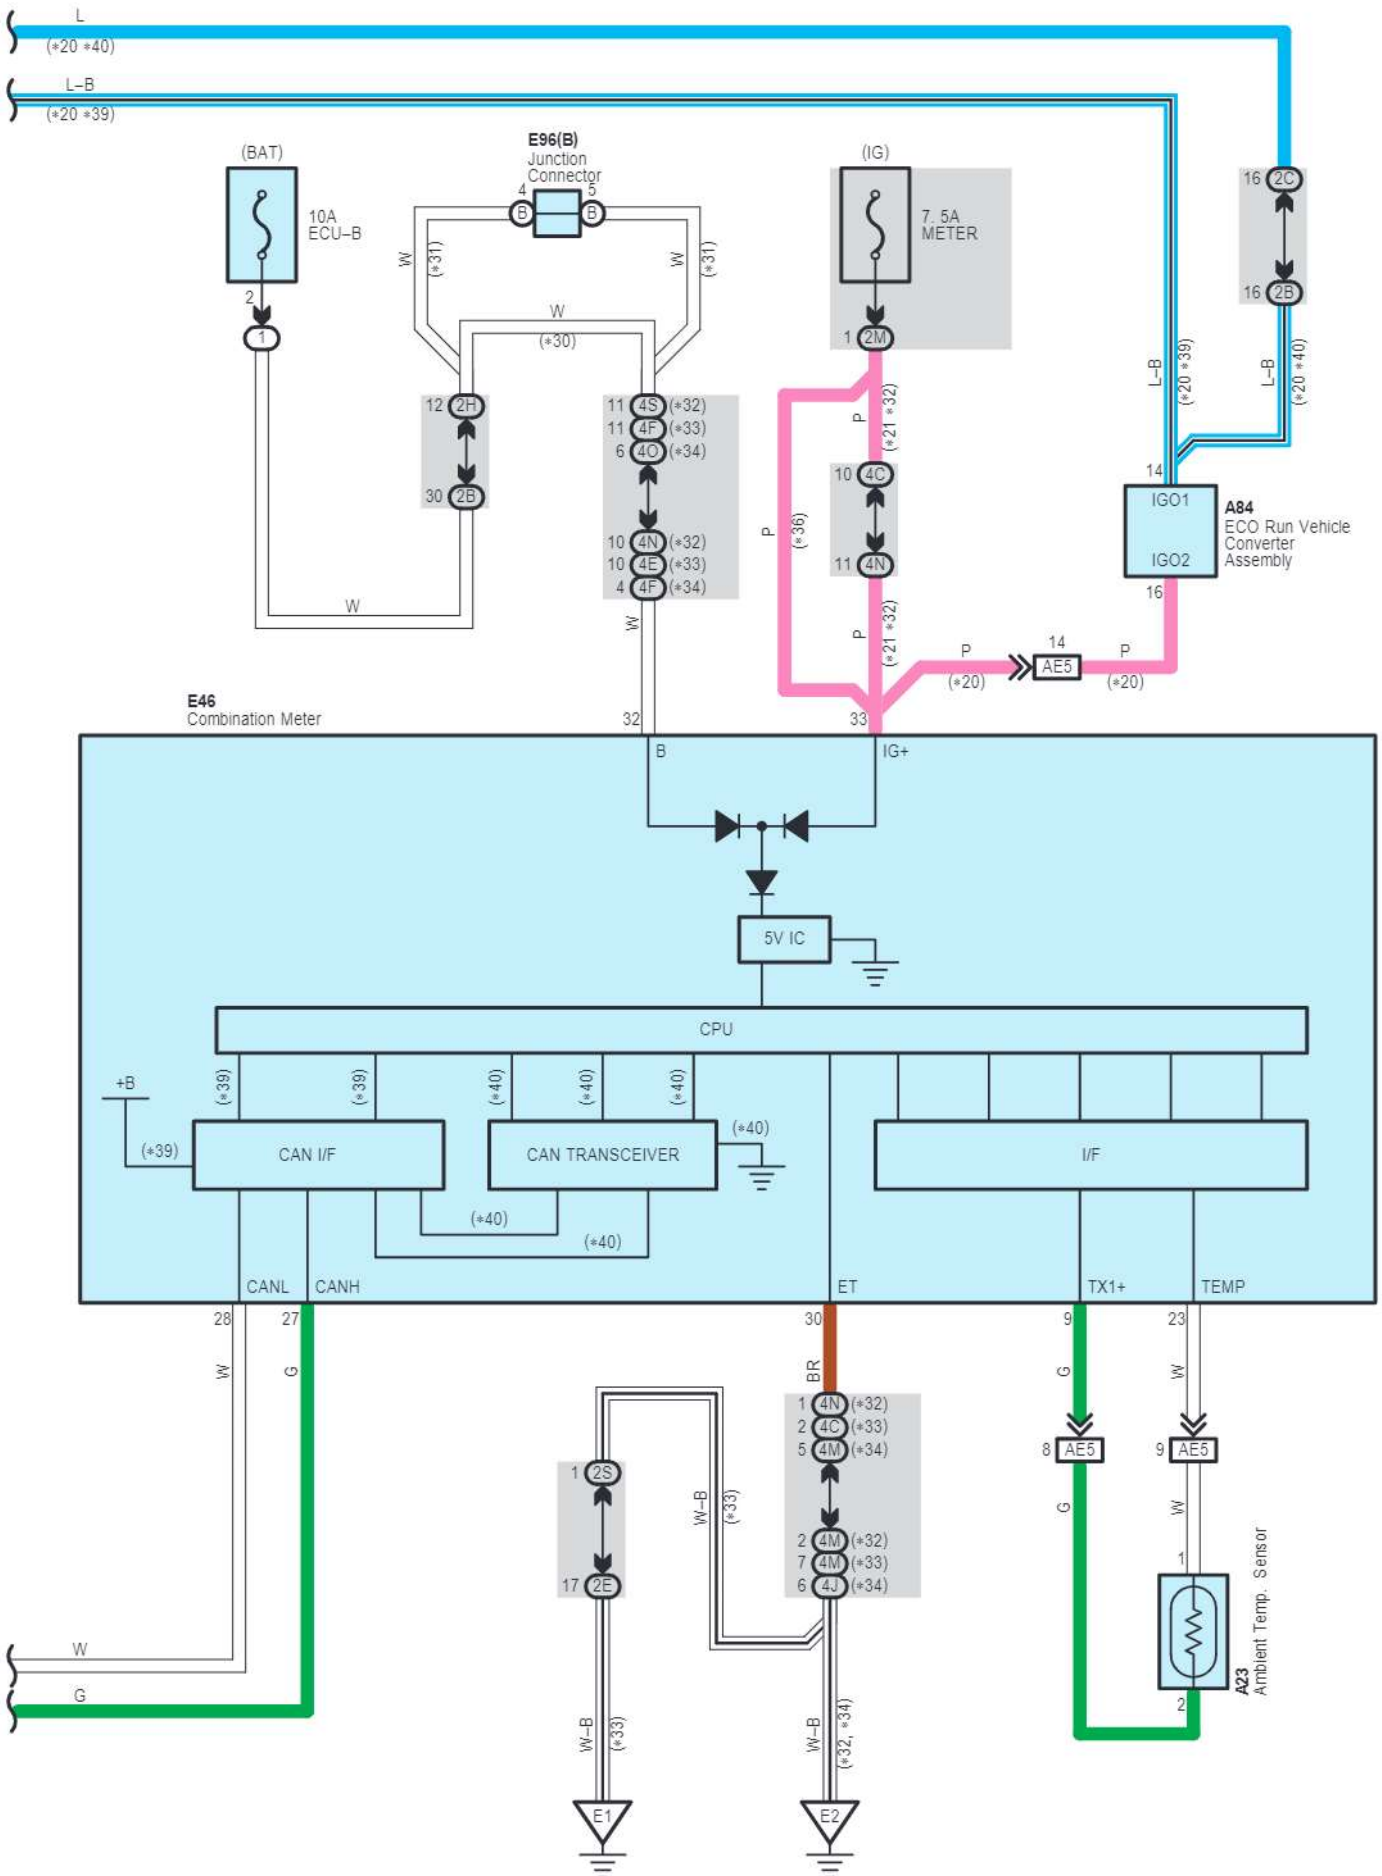 L
(*20 *40)
L–B
(*20 *39)
(BAT)
10A
ECU–B
2
1
E96(B)
Junction
Connector
4
5
B
B
W
(*31)
W
(*31)
W
(*30)
(IG)
7. 5A
METER
1 2M
16 2C
16 2B
L–B
(*20 *39)
L–B
(*20 *40)
12 2H
30 2B
W
11 4S (*32)
11 4F (*33)
6 4O (*34)
10 4N (*32)
10 4E (*33)
4 4F (*34)
W
P
(*21 *32)
10 4C
11 4N
P
(*36)
P
(*21 *32)
14
IGO1
IGO2
16
A84
ECO Run Vehicle
Converter
Assembly
P
(*20)
14
AE5
P
(*20)
E46
Combination Meter
32
33
B
IG+
5V IC
CPU
+B
(*39)
(*39)
(*39)
(*40)
(*40)
(*40)
(*40)
CAN I/F
CAN TRANSCEIVER
I/F
(*40)
(*40)
CANL
CANH
ET
TX1+
TEMP
28
27
30
9
23
W
G
BR
G
W
1 4N (*32)
2 4C (*33)
5 4M (*34)
2 4M (*32)
7 4M (*33)
6 4J (*34)
8 AE5
9 AE5
1 2S
17 2E
W–B
(*33)
G
W
1
2
A23
Ambient Temp. Sensor
W
G
W–B
(*33)
W–B
(*32, *34)
E1
E2